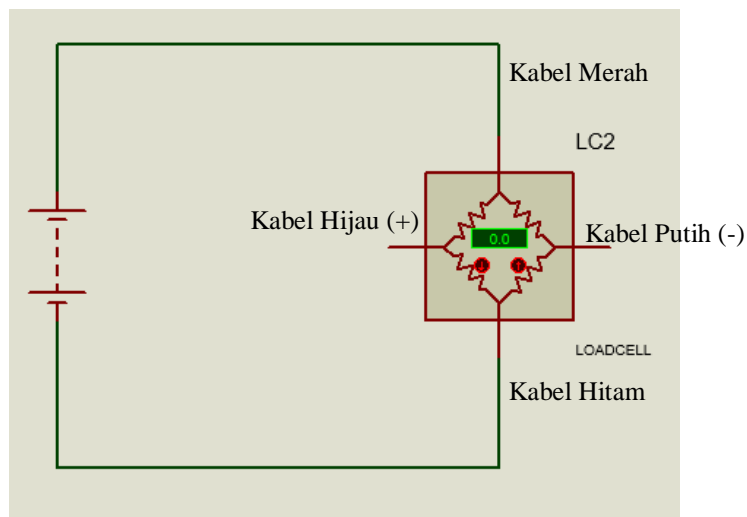 Kabel Merah
LC2
Kabel Hijau (+)
0.0
Kabel Putih (-)
LOADCELL
Kabel Hitam